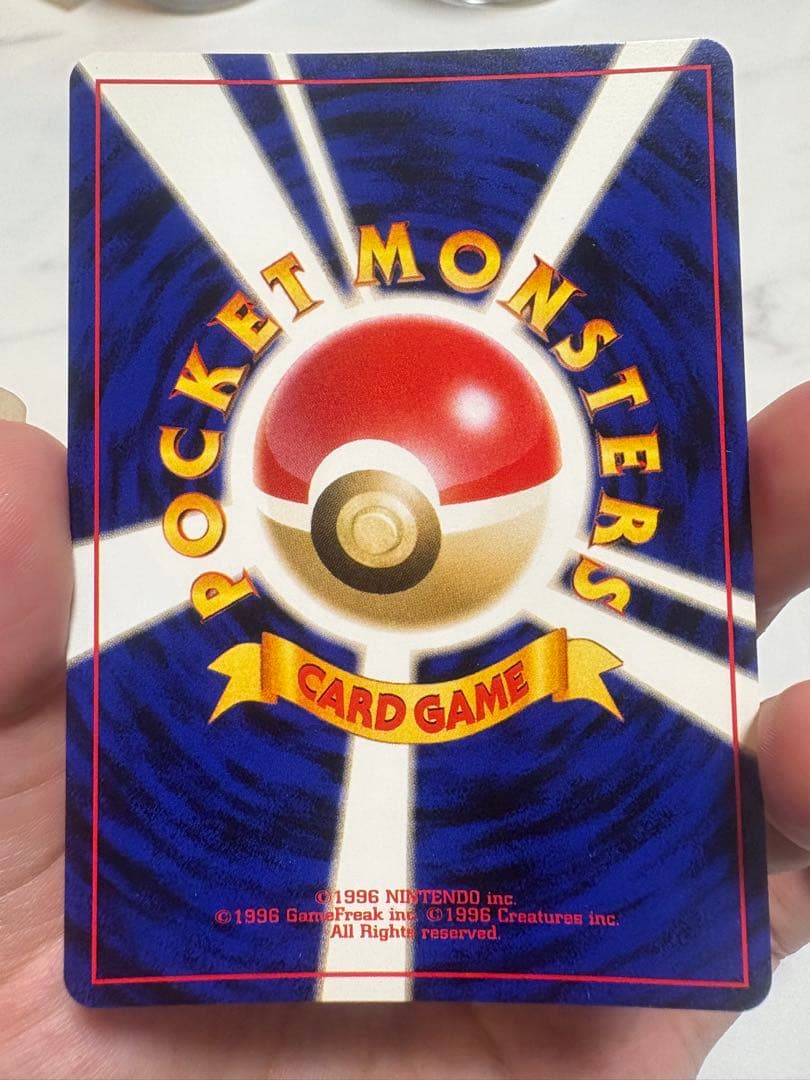 POCKET MONSTERS
CARD GAME
©1996 NINTENDO inc.
©1996 GameFreak inc. ©1996 Creatures inc.
All Rights reserved.